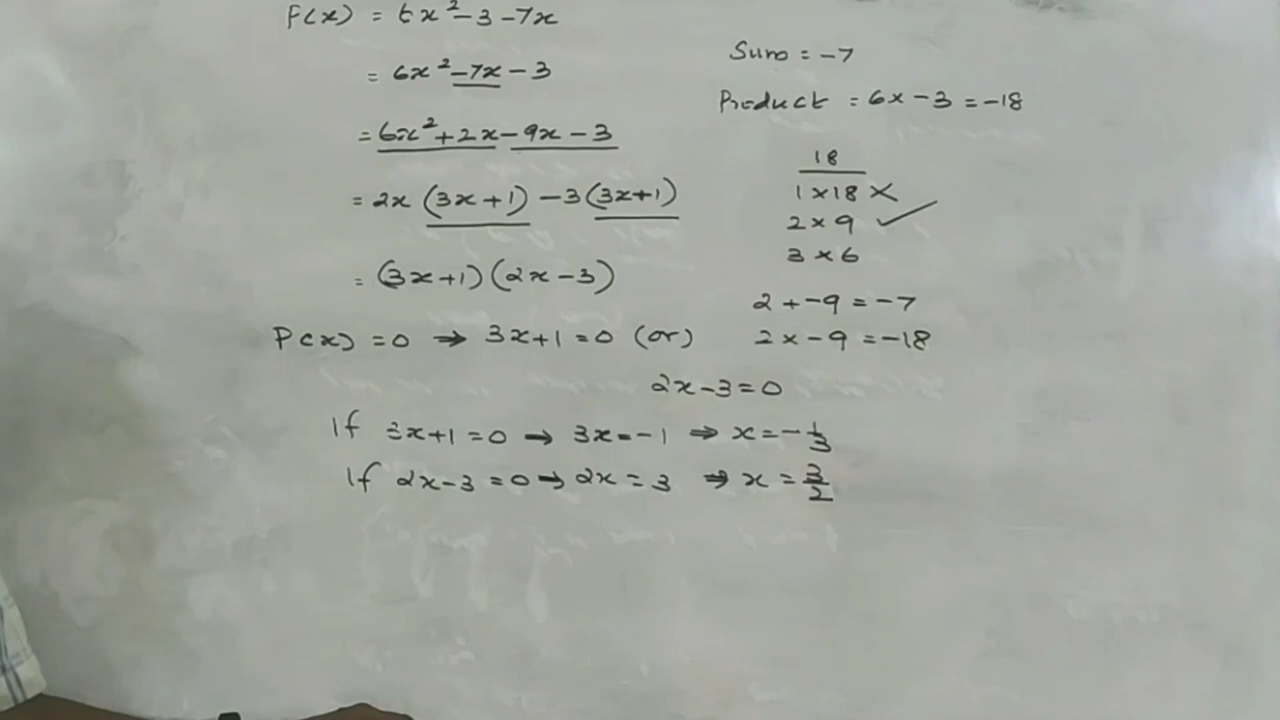 F(x) = 6x² - 3 - 7x
= 6x² - 7x - 3
= 6x² + 2x - 9x - 3
= 2x (3x + 1) - 3 (3x+1)
= (3x+1) (2x - 3)
P(x) = 0 ⇒ 3x+1 = 0 (or)
2x - 3 = 0
If 3x+1 = 0 → 3x = -1 ⇒ x = -1/3
If 2x - 3 = 0 → 2x = 3 ⇒ x = 3/2
Sum = -7
Product = 6x - 3 = -18
18
1 x 18 ×
2 x 9 ✓
3 x 6
2 + -9 = -7
2 x - 9 = -18